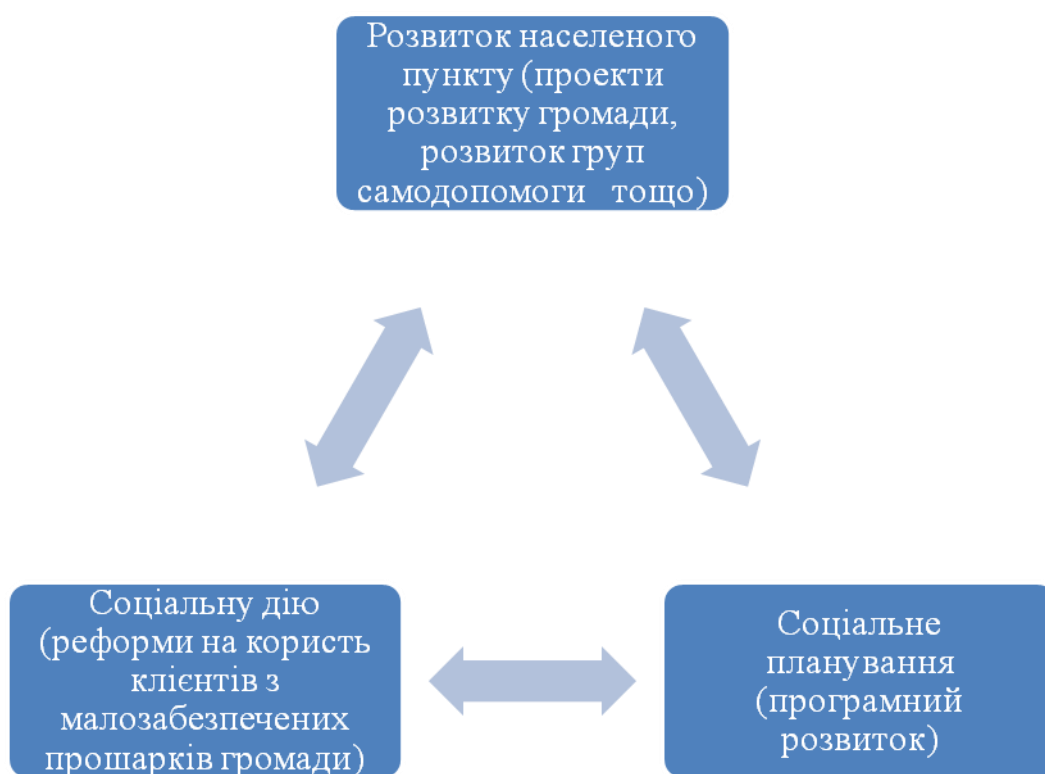 Розвиток населеного
пункту (проекти
розвитку громади,
розвиток груп
самодопомоги тощо)
Соціальну дію
(реформи на користь
клієнтів з
малозабезпечених
прошарків громади)
Соціальне
планування
(програмний
розвиток)